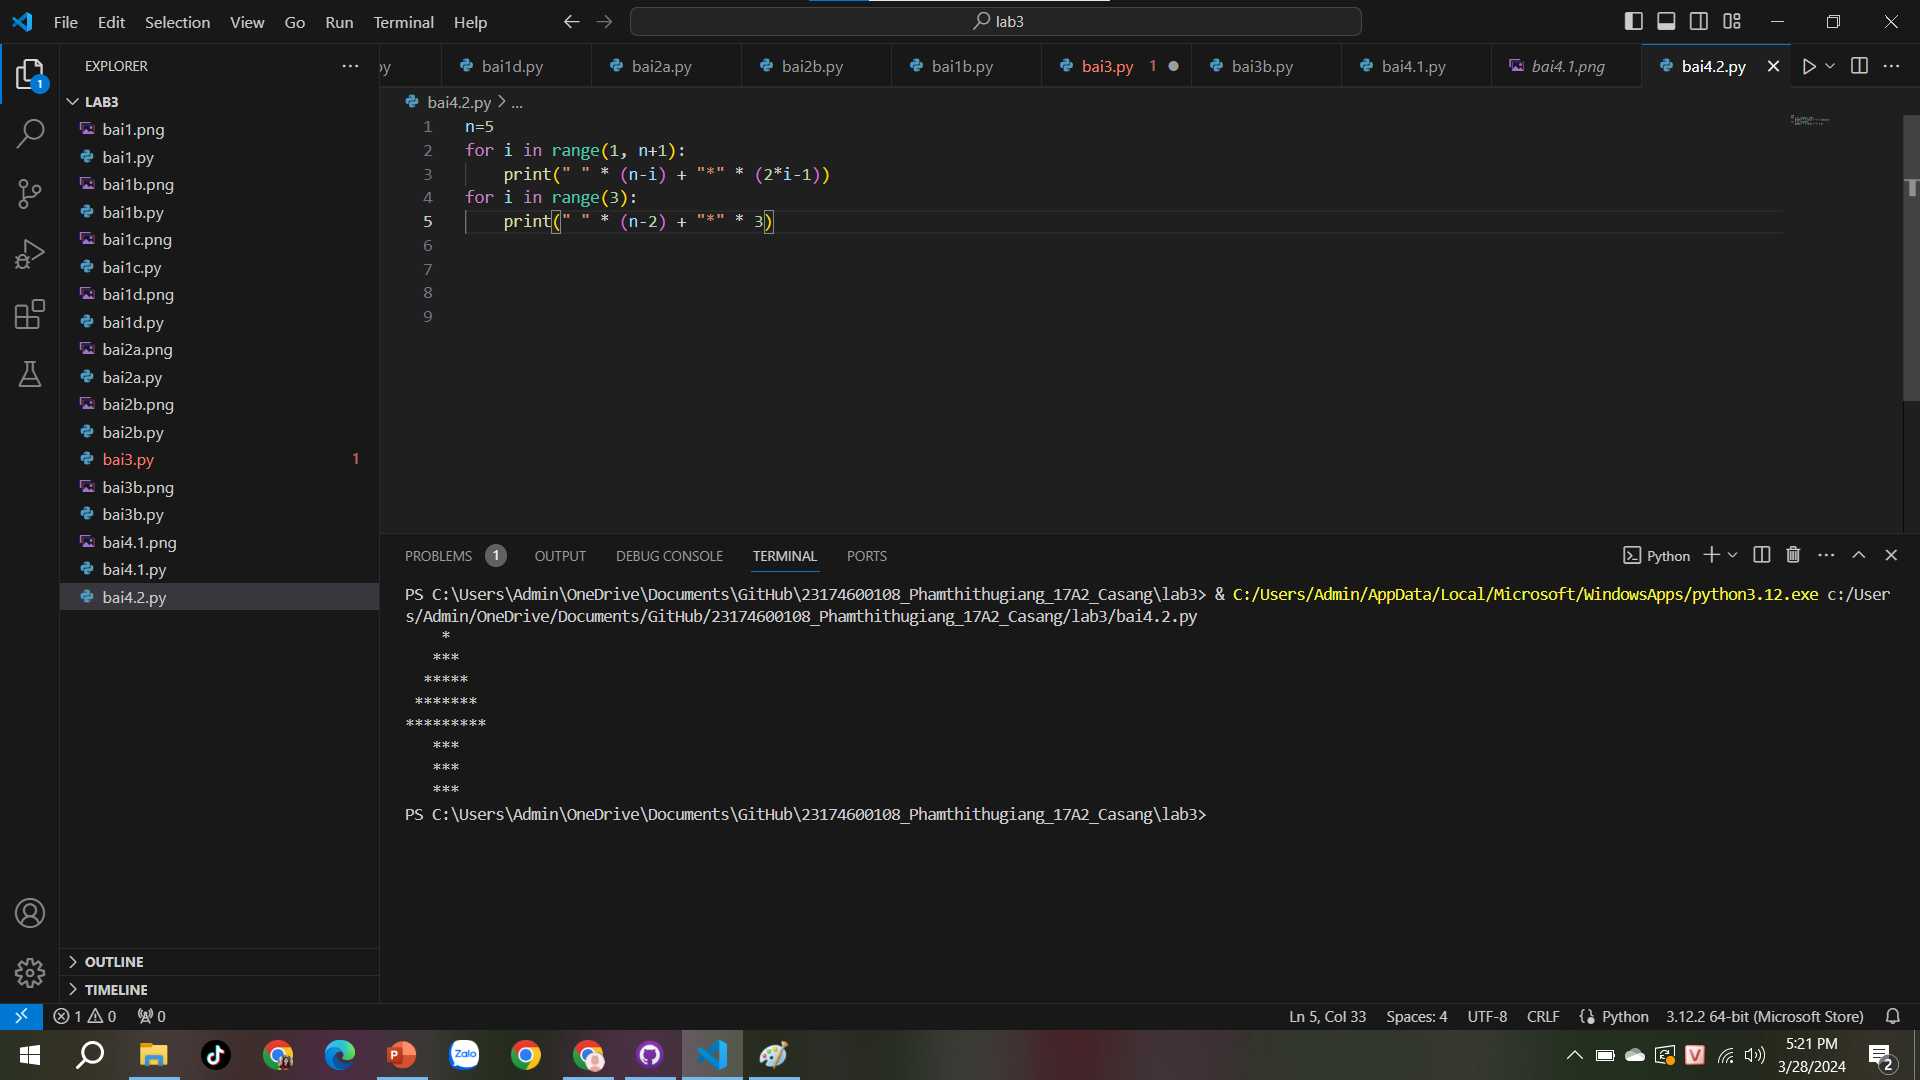 File Edit Selection View Go Run Terminal Help
lab3
EXPLORER
py
bai1d.py
bai2a.py
bai2b.py
bai1b.py
bai3.py 1
bai3b.py
bai4.1.py
bai4.1.png
bai4.2.py
LAB3
bai1.png
bai1.py
bai1b.png
bai1b.py
bai1c.png
bai1c.py
bai1d.png
bai1d.py
bai2a.png
bai2a.py
bai2b.png
bai2b.py
bai3.py 1
bai3b.png
bai3b.py
bai4.1.png
bai4.1.py
bai4.2.py
OUTLINE
TIMELINE
1
bai4.2.py > ...
1 n=5
2 for i in range(1, n+1):
3     print(" " * (n-i) + "*" * (2*i-1))
4 for i in range(3):
5     print(" " * (n-2) + "*" * 3)
6
7
8
9
PROBLEMS 1 OUTPUT DEBUG CONSOLE TERMINAL PORTS
Python
PS C:\Users\Admin\OneDrive\Documents\GitHub\23174600108_Phamthithugiang_17A2_Casang\lab3> & C:/Users/Admin/AppData/Local/Microsoft/WindowsApps/python3.12.exe c:/User
s/Admin/OneDrive/Documents/GitHub/23174600108_Phamthithugiang_17A2_Casang/lab3/bai4.2.py
    *
   ***
  *****
 *******
*********
   ***
   ***
   ***
PS C:\Users\Admin\OneDrive\Documents\GitHub\23174600108_Phamthithugiang_17A2_Casang\lab3>
1 0 0
Ln 5, Col 33 Spaces: 4 UTF-8 CRLF Python 3.12.2 64-bit (Microsoft Store)
P
Zalo
V
5:21 PM
3/28/2024
2